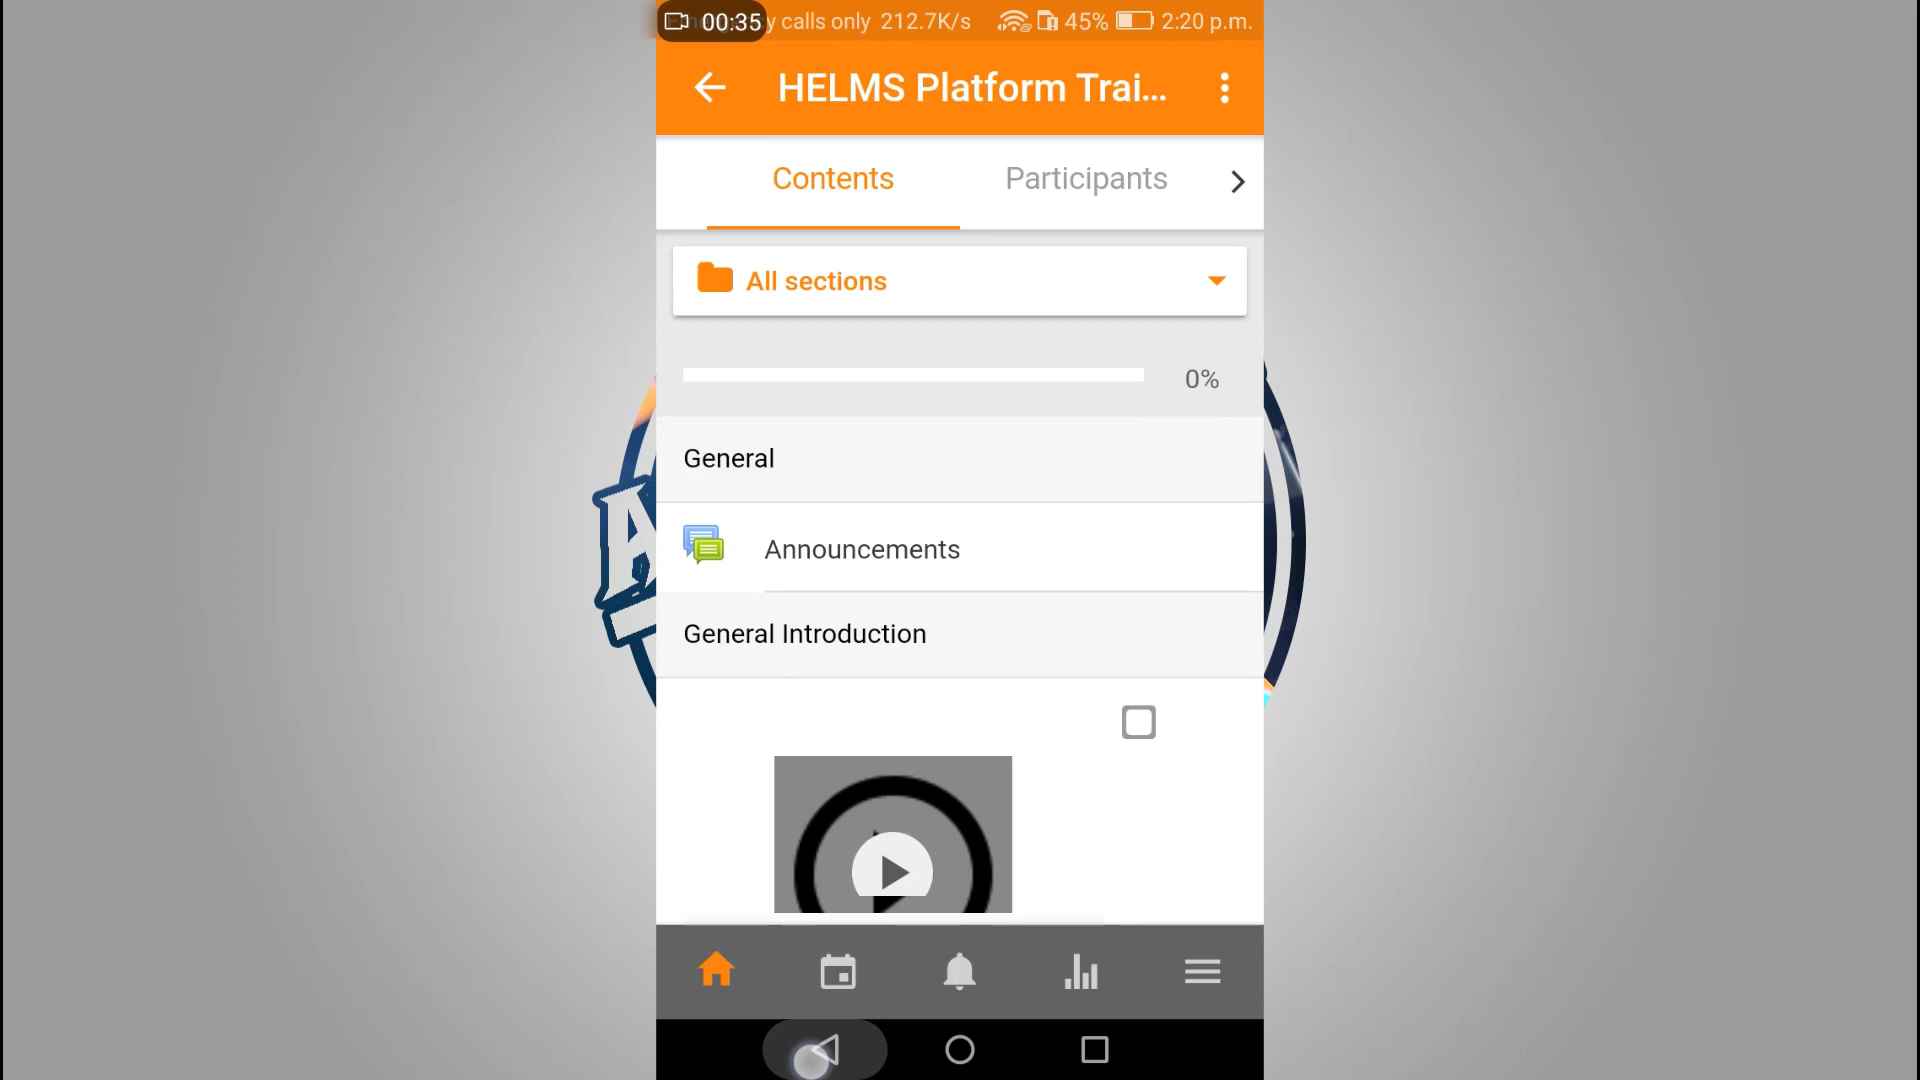 00:35 y calls only 212.7K/s 45% 2:20 p.m.
HELMS Platform Trai...
Contents Participants
All sections
0%
General
Announcements
General Introduction
A